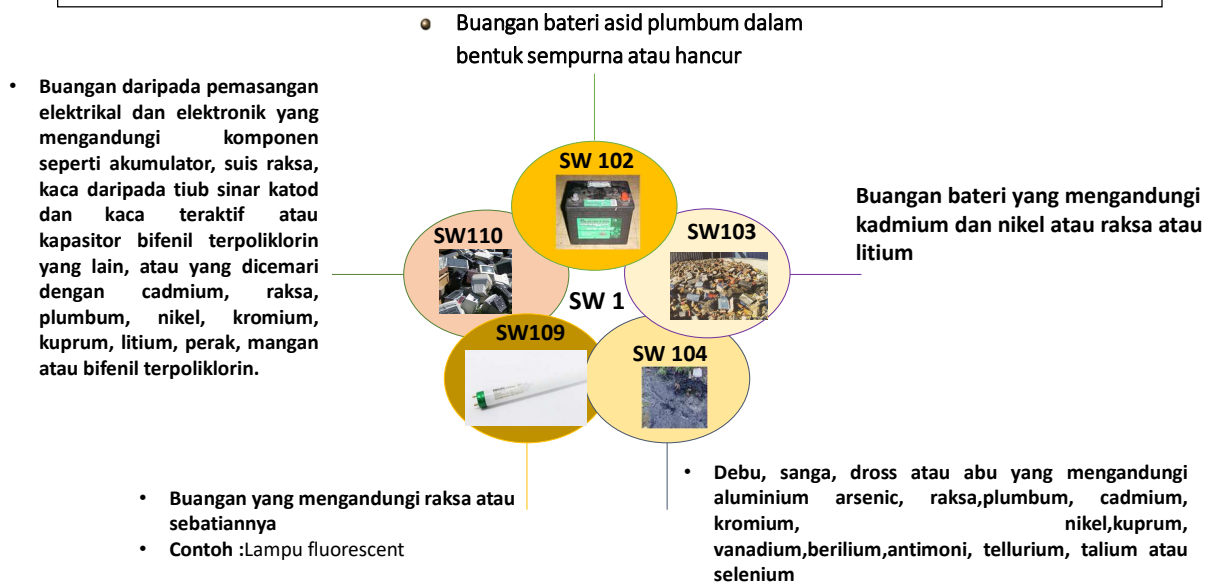 Buangan bateri asid plumbum dalam
bentuk sempurna atau hancur
• Buangan daripada pemasangan
elektrikal dan elektronik yang
mengandungi komponen
seperti akumulator, suis raksa,
kaca daripada tiub sinar katod
dan kaca teraktif atau
kapasitor bifenil terpoliklorin
yang lain, atau yang dicemari
dengan cadmium, raksa,
plumbum, nikel, kromium,
kuprum, litium, perak, mangan
atau bifenil terpoliklorin.
SW 102
SW110
SW103
SW 1
SW109
SW 104
Buangan bateri yang mengandungi
kadmium dan nikel atau raksa atau
litium
• Buangan yang mengandungi raksa atau
sebatiannya
• Contoh :Lampu fluorescent
• Debu, sanga, dross atau abu yang mengandungi
aluminium arsenic, raksa,plumbum, cadmium,
kromium, nikel,kuprum,
vanadium,berilium,antimoni, tellurium, talium atau
selenium